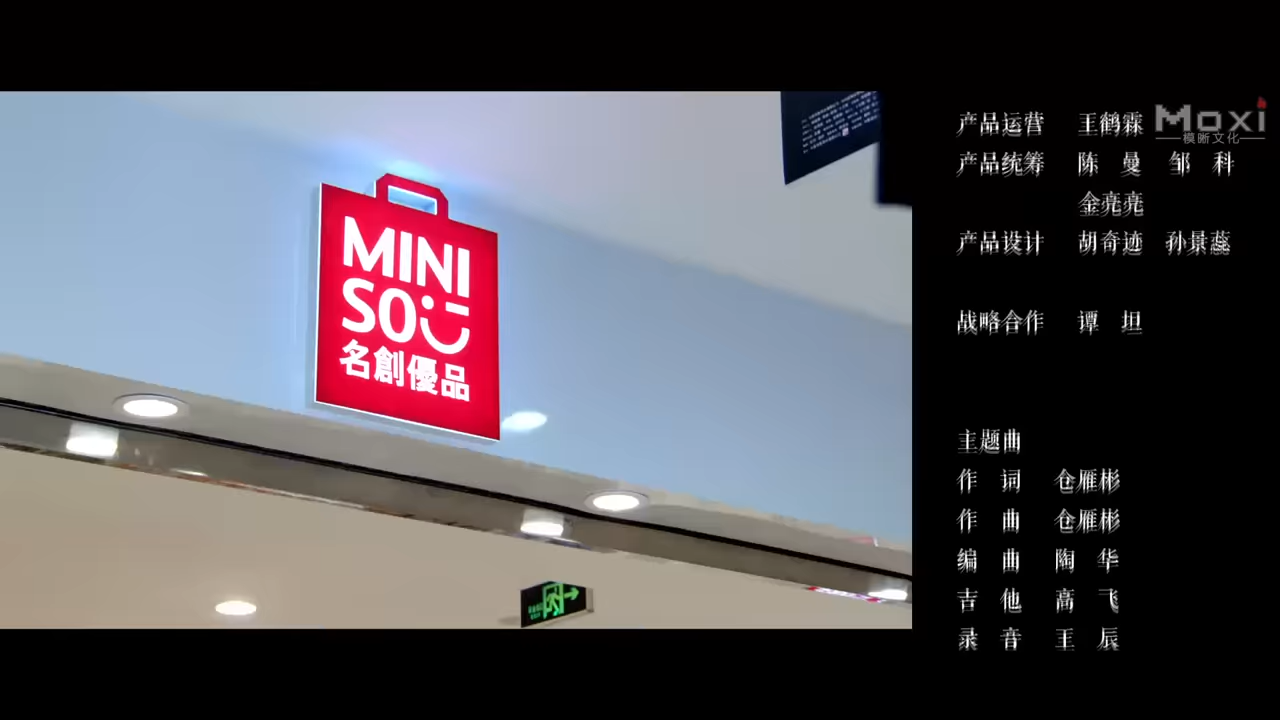 MINI
SO
名創優品
产品运营 王鹤霖
产品统筹 陈 曼 邹 科
金亮亮
产品设计 胡奇迹 孙景蕊
战略合作 谭 坦
主题曲
作 词 仓雁彬
作 曲 仓雁彬
编 曲 陶 华
吉 他 高 飞
录 音 王 辰
Moxi
模晰文化